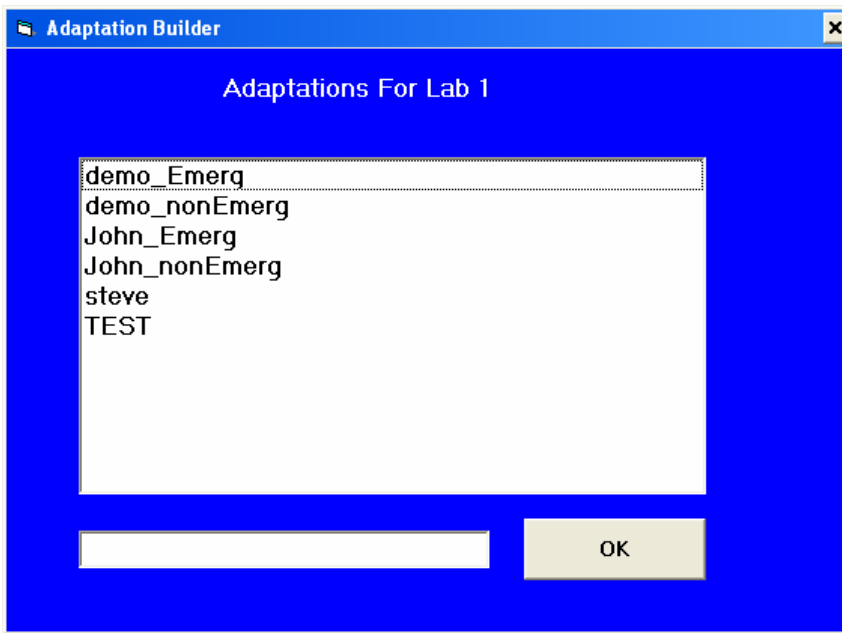 Adaptation Builder
Adaptations For Lab 1
demo_Emerg
demo_nonEmerg
John_Emerg
John_nonEmerg
steve
TEST
OK